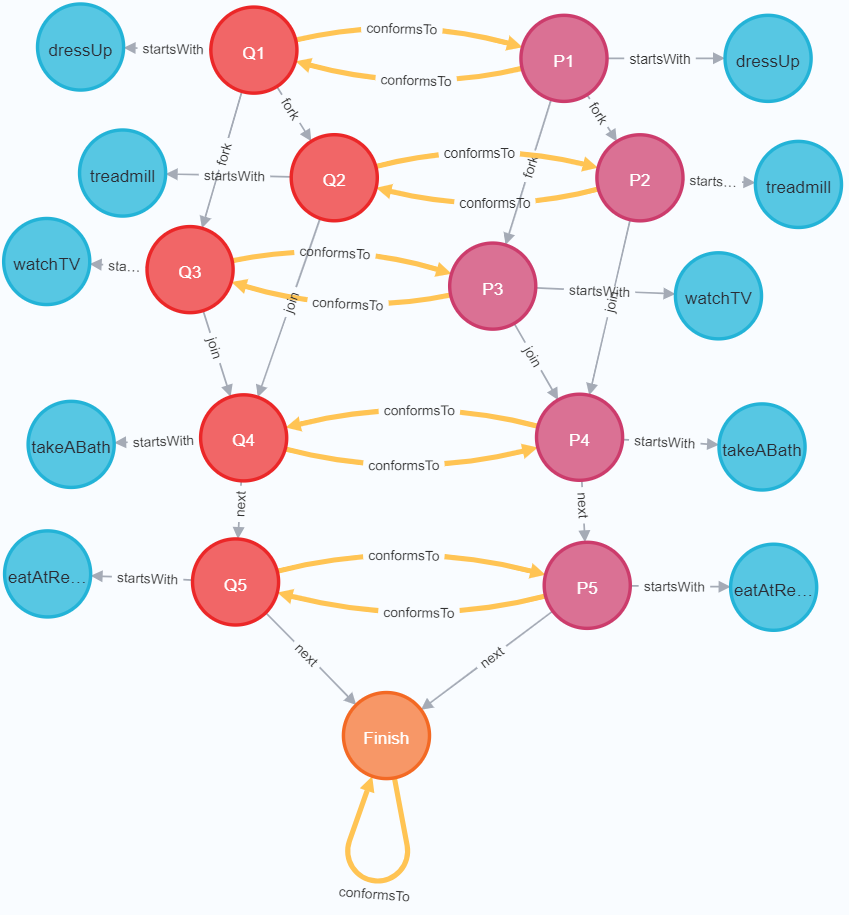 conformsTo
dressUp
startsWith
Q1
P1
startsWith
dressUp
conformsTo
fork
fork
fork
fork
treadmill
startsWith
Q2
conformsTo
P2
starts...
treadmill
conformsTo
watchTV
sta...
Q3
conformsTo
P3
startsWith
watchTV
conformsTo
join
join
join
join
conformsTo
takeABath
startsWith
Q4
P4
startsWith
takeABath
conformsTo
next
next
conformsTo
eatAtRe...
startsWith
Q5
P5
startsWith
eatAtRe...
conformsTo
next
next
Finish
conformsTo